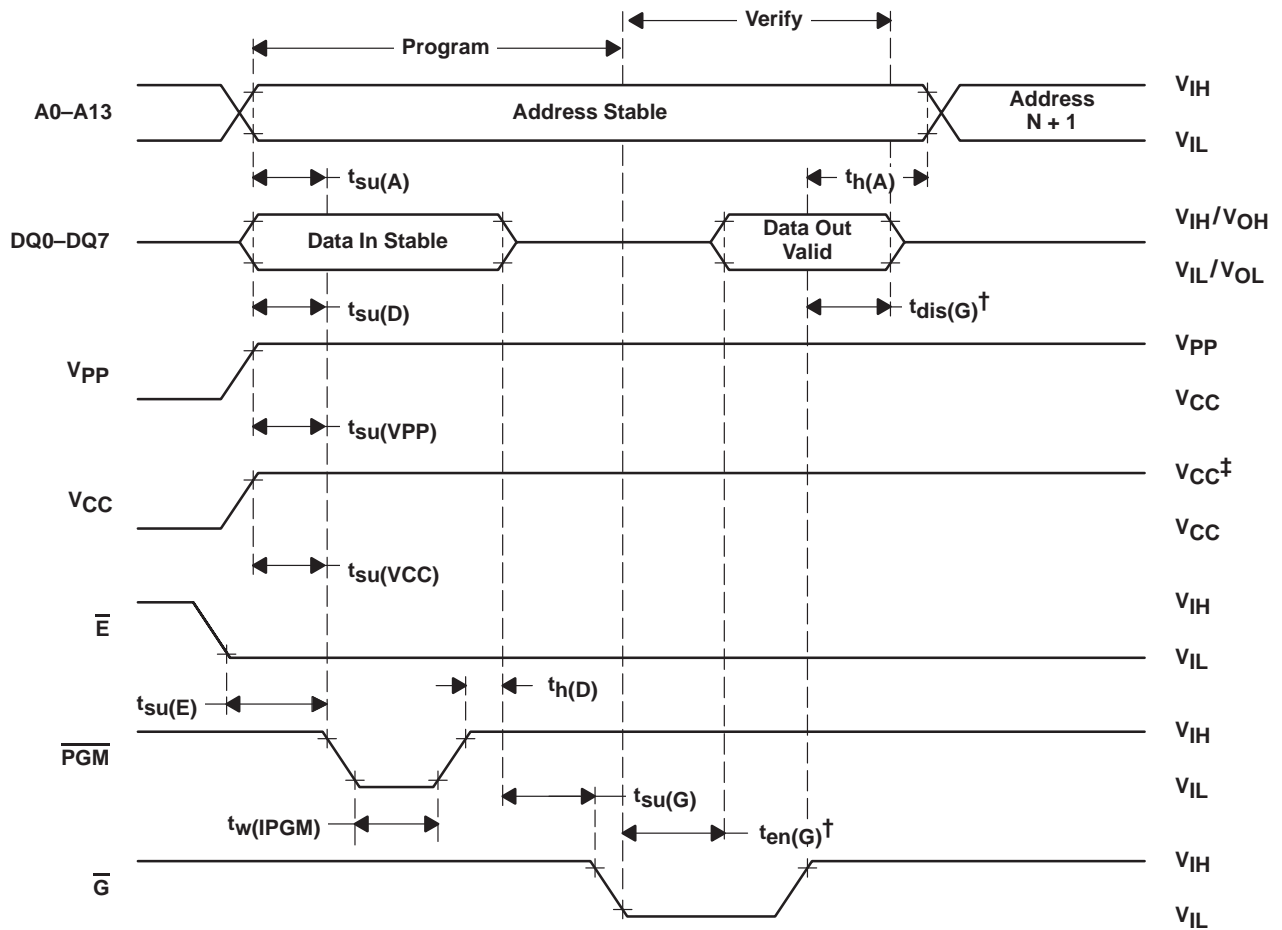 Verify
Program
A0–A13
Address Stable
Address
N + 1
VIH
VIL
tsu(A)
th(A)
DQ0–DQ7
Data In Stable
Data Out
Valid
VIH/VOH
VIL/VOL
tsu(D)
tdis(G)†
VPP
VPP
VCC
tsu(VPP)
VCC
VCC‡
VCC
tsu(VCC)
E
VIH
VIL
tsu(E)
th(D)
PGM
VIH
VIL
tsu(G)
tw(IPGM)
ten(G)†
G
VIH
VIL